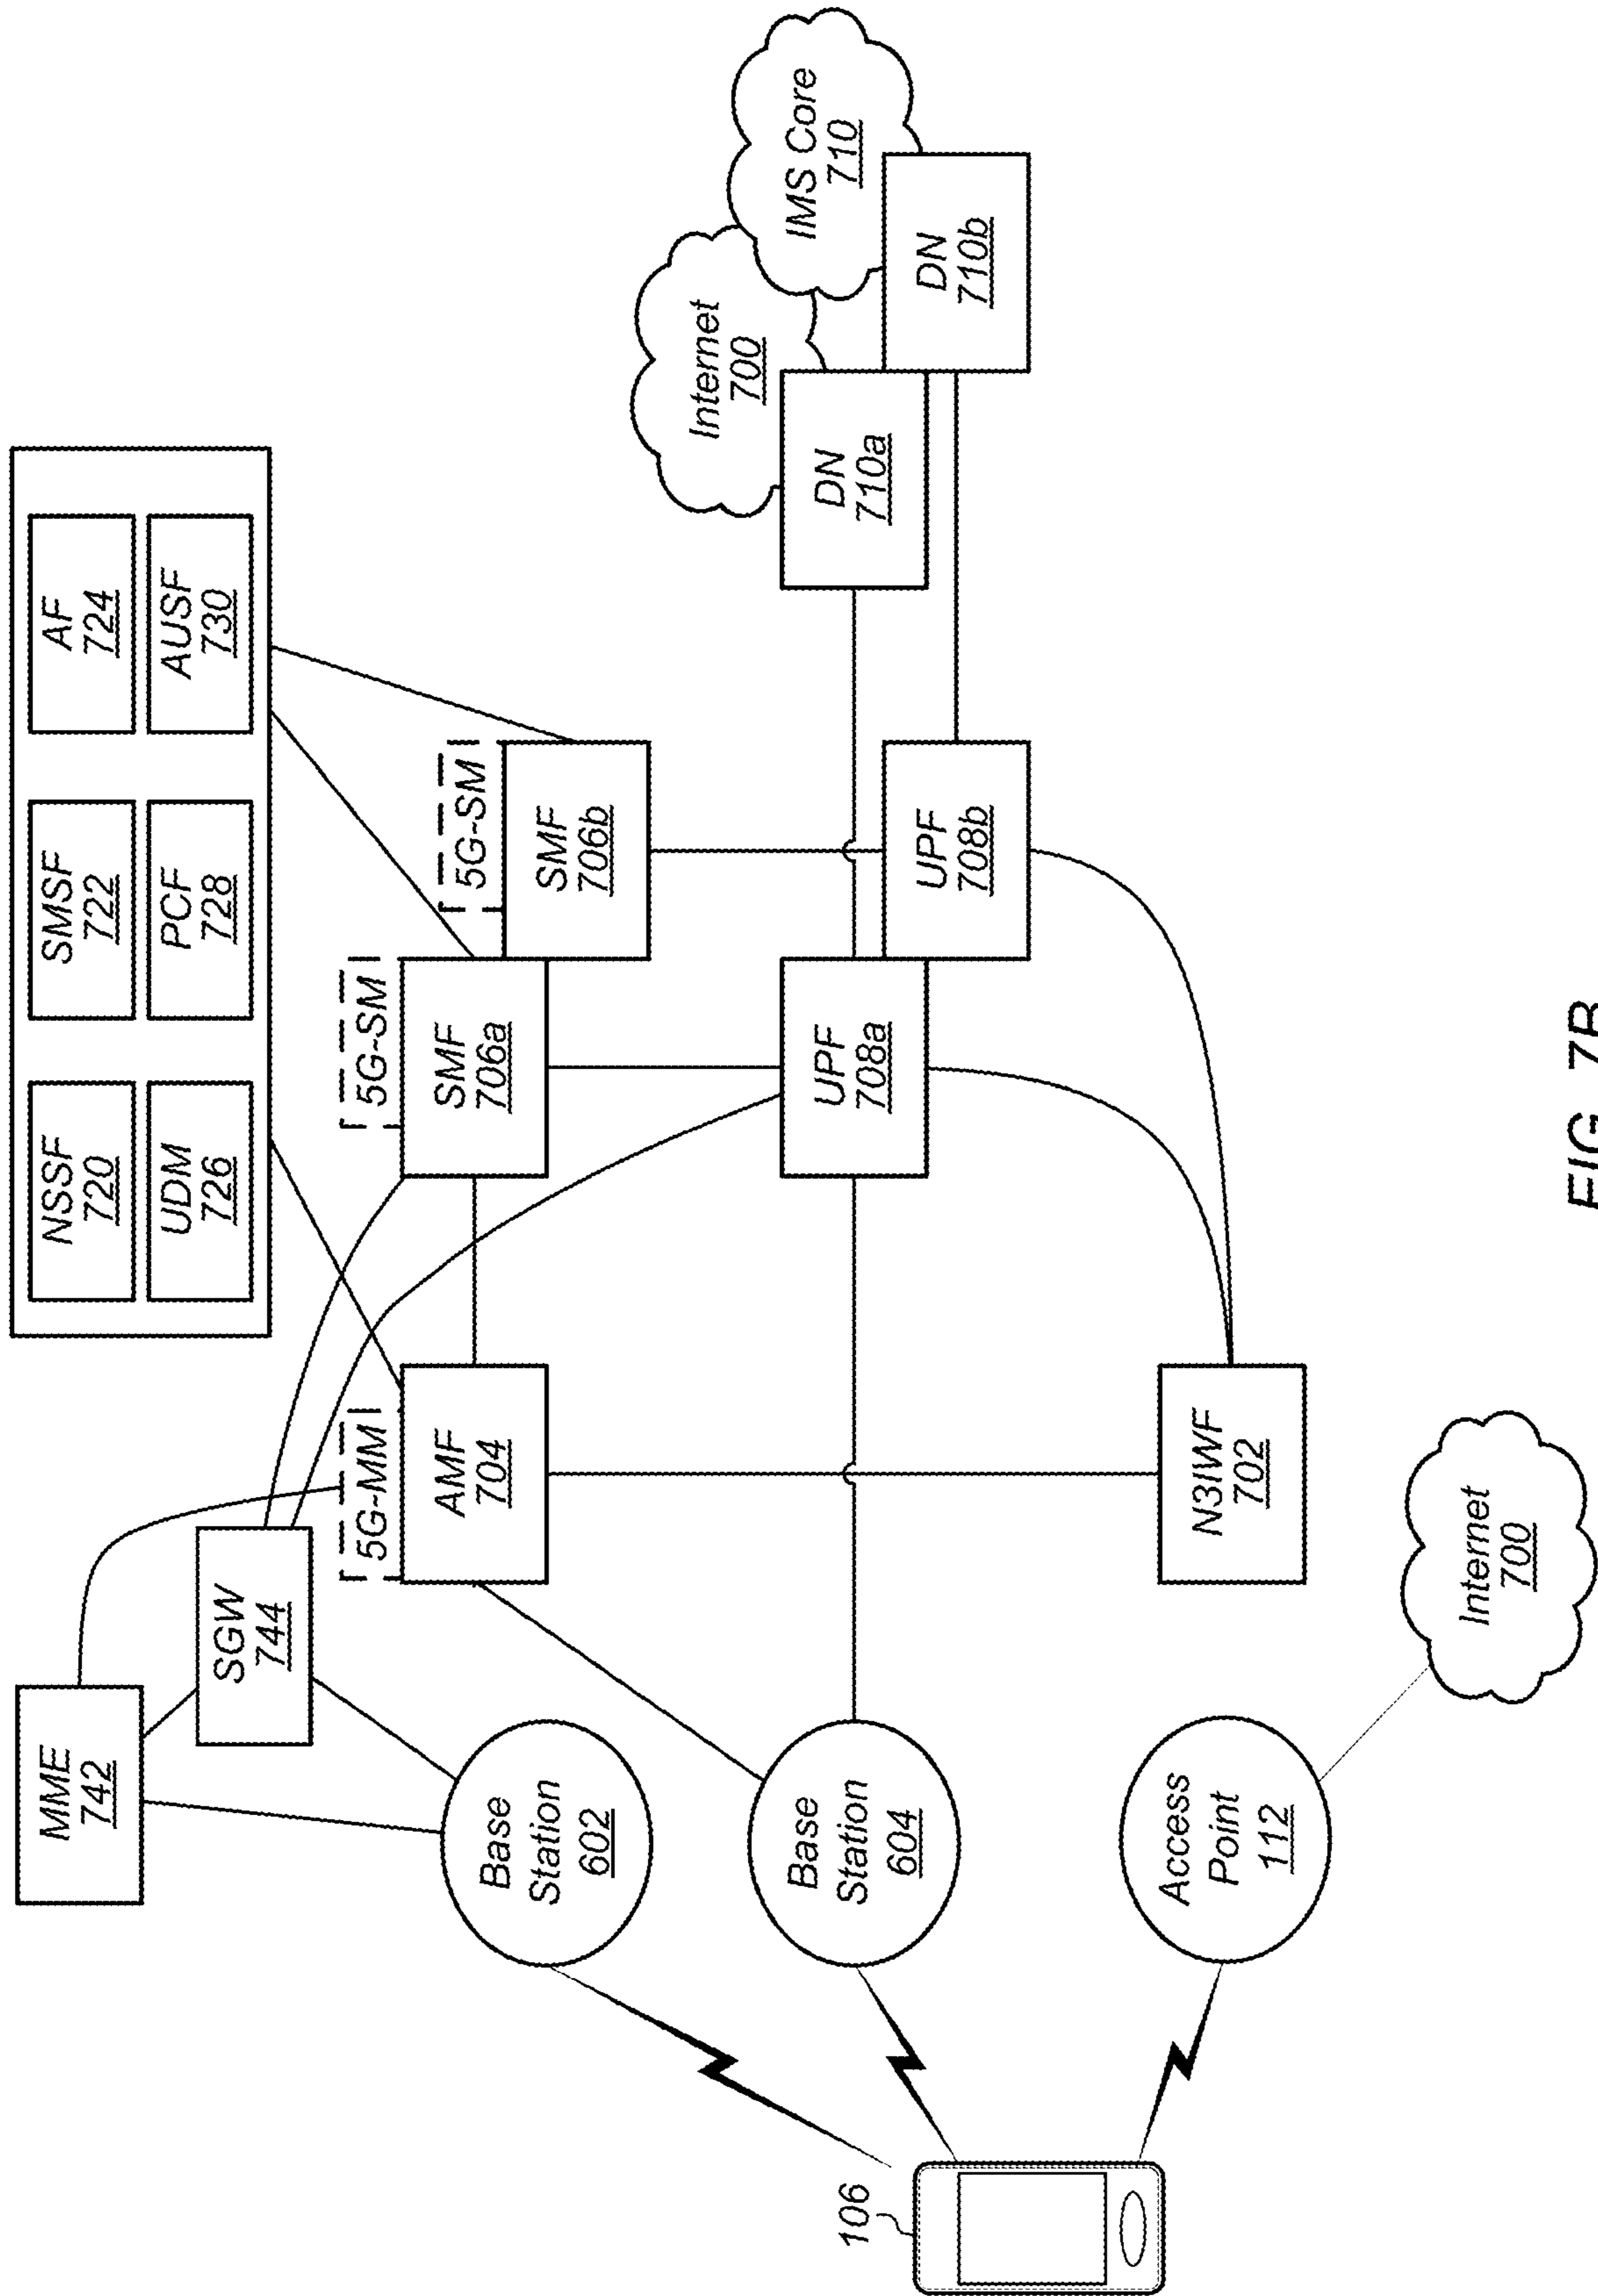 NSSF
720
SMSF
722
AF
724
UDM
726
PCF
728
AUSF
730
MME
742
SGW
744
5G-MM
AMF
704
5G-SM
SMF
706a
5G-SM
SMF
706b
Base
Station
602
Base
Station
604
UPF
708a
UPF
708b
Internet
700
DN
710a
IMS Core
710
DN
710b
106
Access
Point
112
N3IWF
702
Internet
700
FIG. 7B